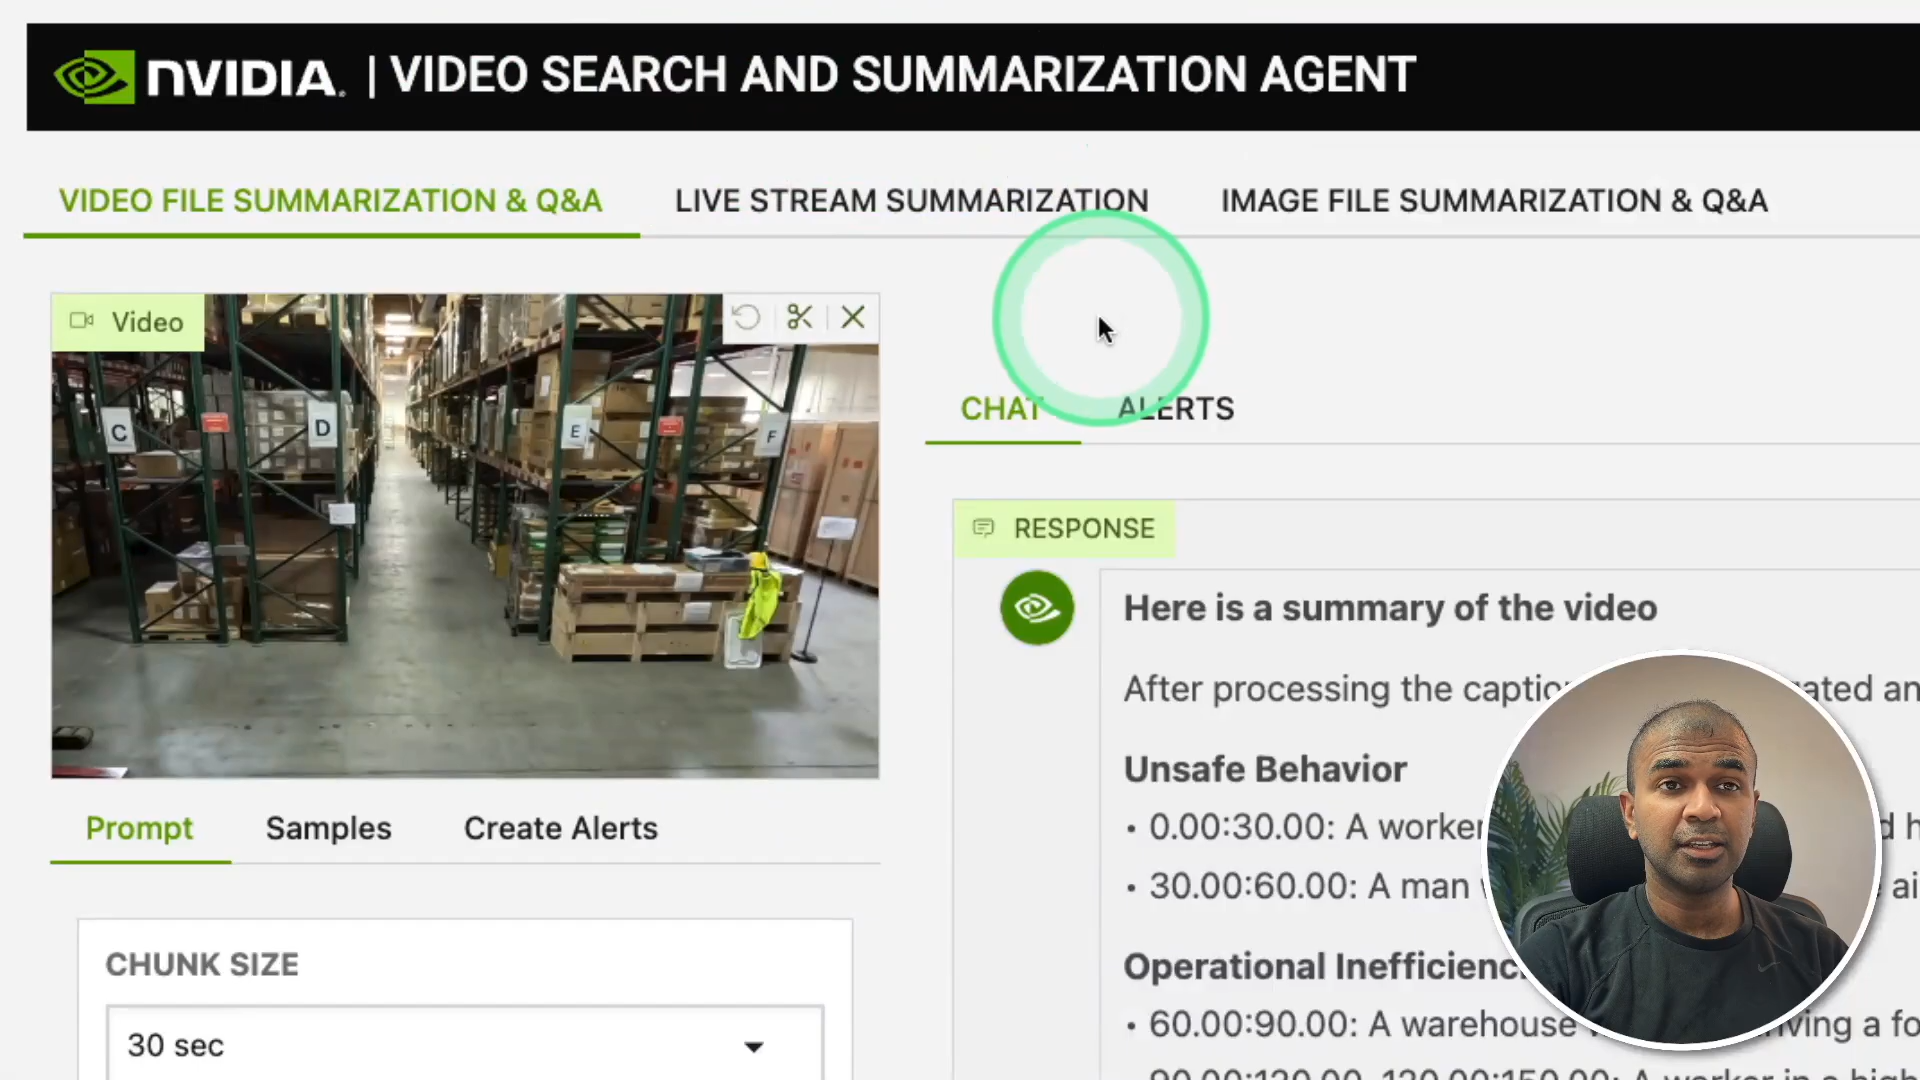 NVIDIA. | VIDEO SEARCH AND SUMMARIZATION AGENT
VIDEO FILE SUMMARIZATION & Q&A
LIVE STREAM SUMMARIZATION
IMAGE FILE SUMMARIZATION & Q&A
Video
C
D
E
F
CHAT
ALERTS
RESPONSE
Here is a summary of the video
After processing the
Unsafe Behavior
• 0.00:30.00: A worker
• 30.00:60.00: A man
Operational
• 60.00:90.00: A warehouse
Prompt
Samples
Create Alerts
CHUNK SIZE
30 sec